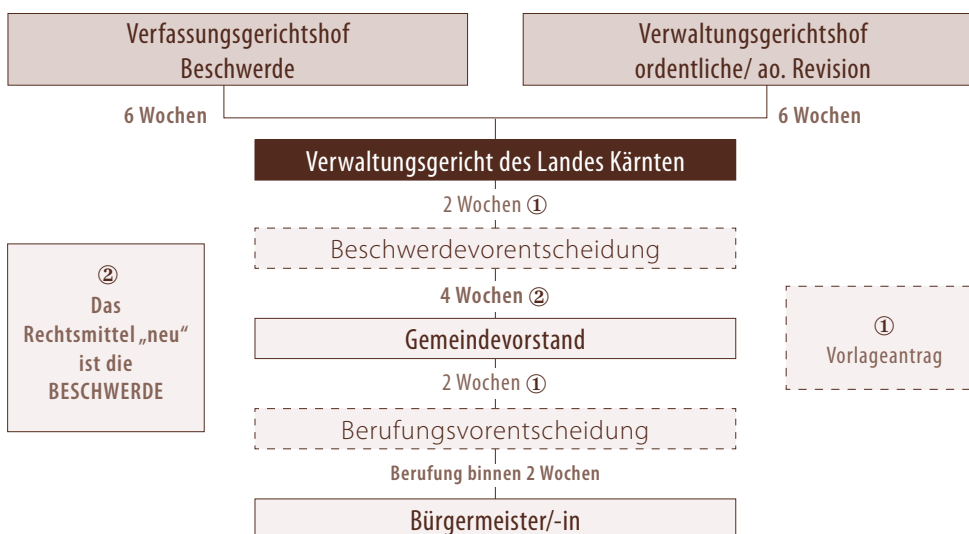 Verfassungsgerichtshof
Beschwerde
Verwaltungsgerichtshof
ordentliche/ ao. Revision
6 Wochen
6 Wochen
Verwaltungsgericht des Landes Kärnten
2 Wochen ①
Beschwerdevorentscheidung
②
Das
Rechtsmittel „neu“
ist die
BESCHWERDE
4 Wochen ②
Gemeindevorstand
①
Vorlageantrag
2 Wochen ①
Berufungsvorentscheidung
Berufung binnen 2 Wochen
Bürgermeister/-in